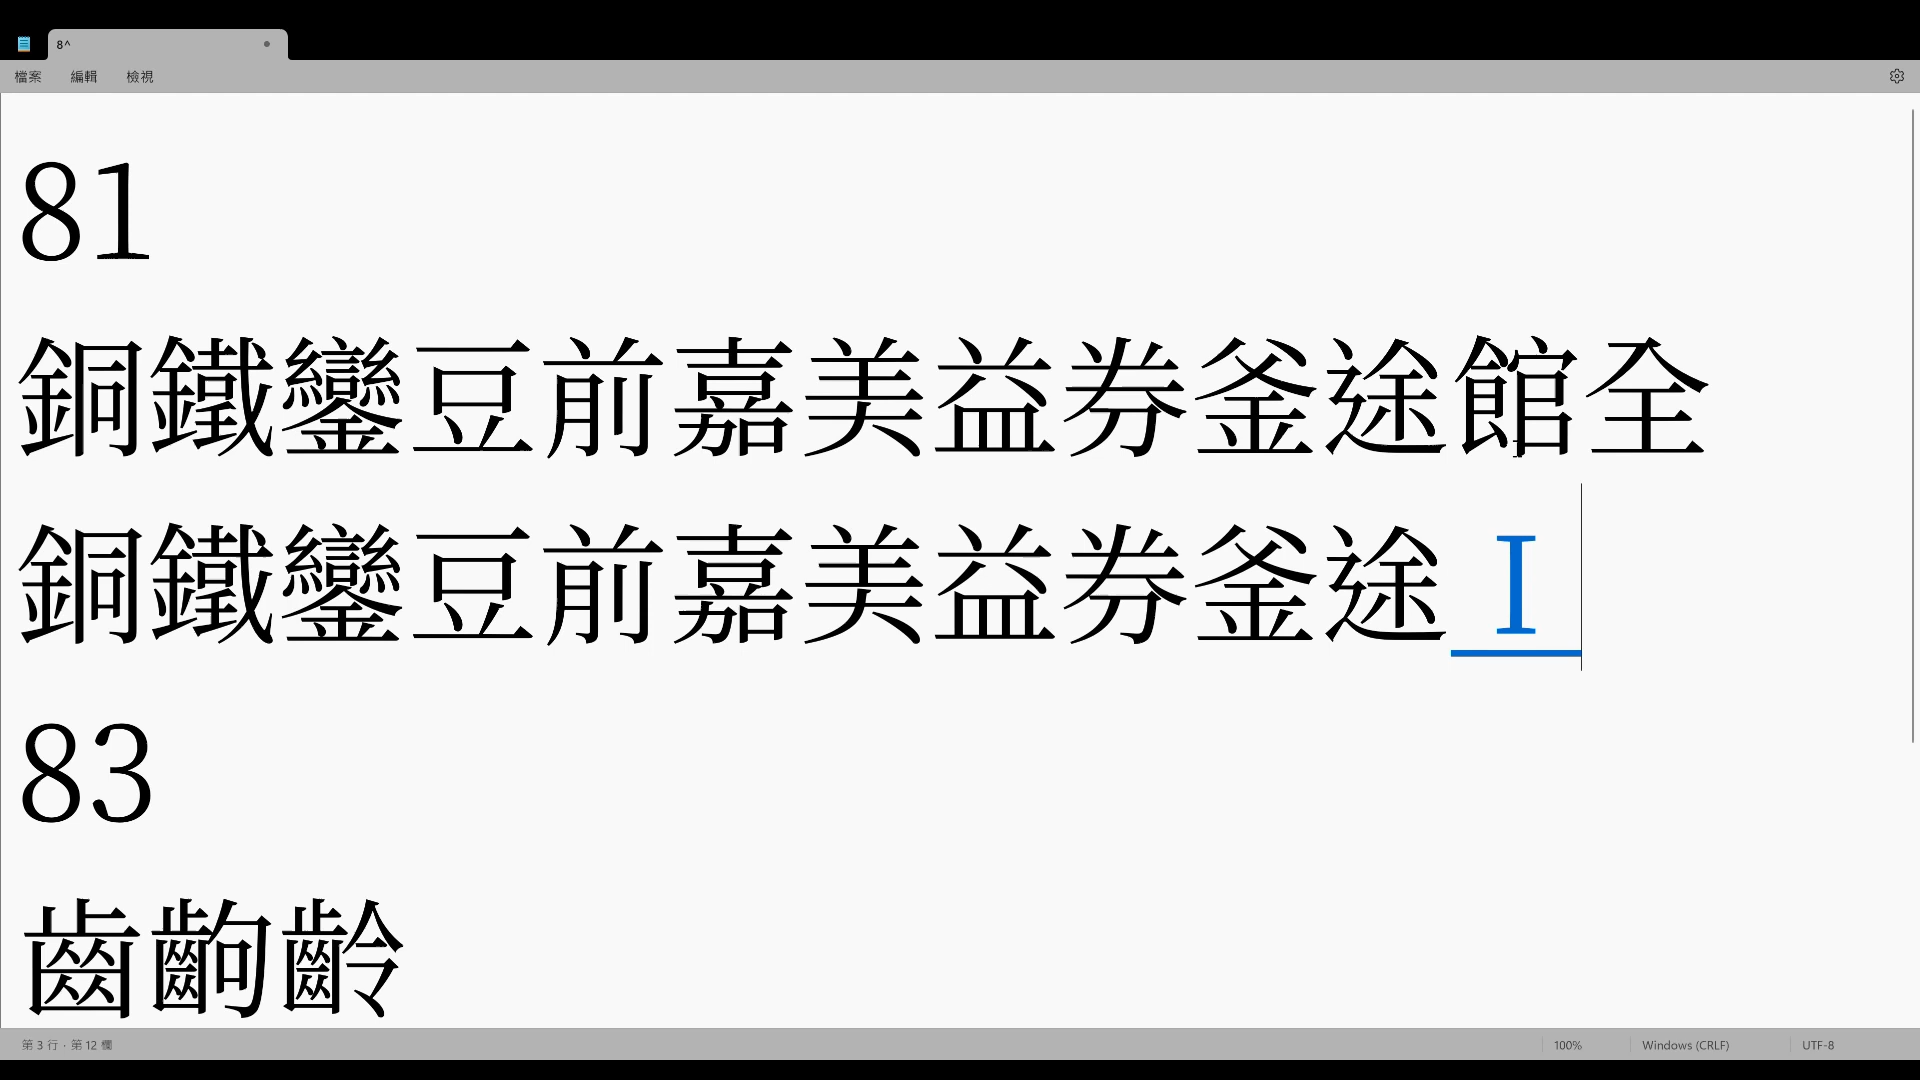 8^
檔案 編輯 檢視
81
銅鐵鑾豆前嘉美益券釜途館全
銅鐵鑾豆前嘉美益券釜途I
83
齒齣齡
第 3 行 · 第 12 欄 100% Windows (CRLF) UTF-8